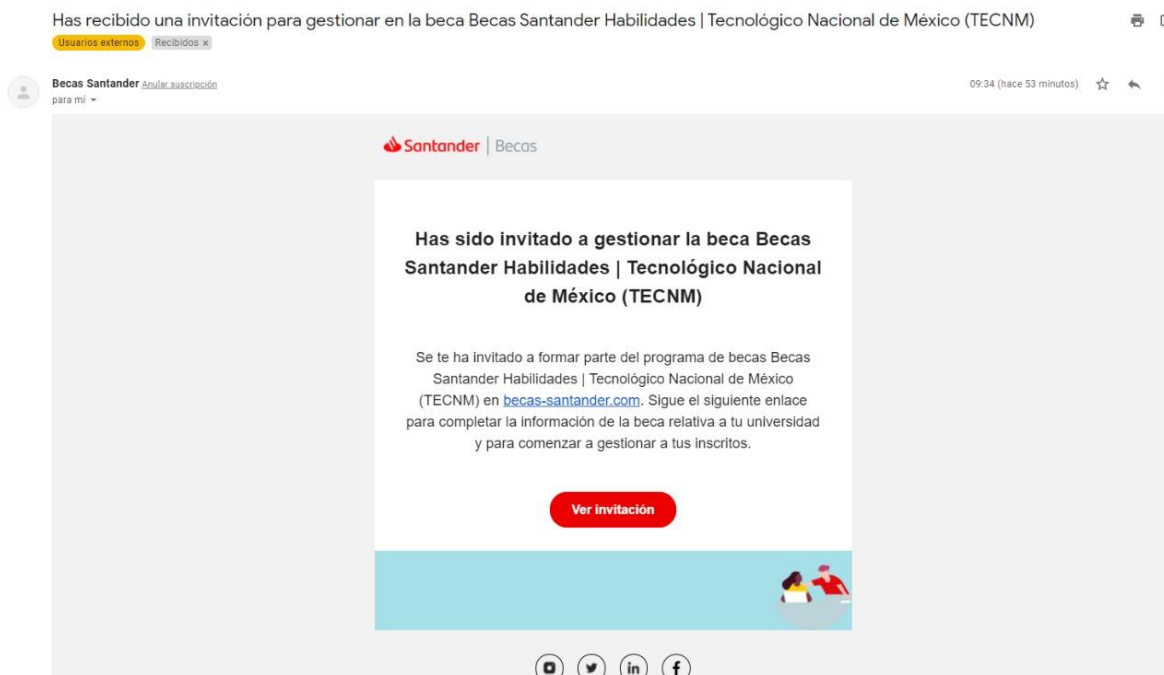 Has recibido una invitación para gestionar en la beca Becas Santander Habilidades | Tecnológico Nacional de México (TECNM)
Usuarios externos Recibidos x
Becas Santander Anular suscripción
09:34 (hace 53 minutos)
para mí
Santander | Becas
Has sido invitado a gestionar la beca Becas
Santander Habilidades | Tecnológico Nacional
de México (TECNM)
Se te ha invitado a formar parte del programa de becas Becas
Santander Habilidades | Tecnológico Nacional de México
(TECNM) en becas-santander.com. Sigue el siguiente enlace
para completar la información de la beca relativa a tu universidad
y para comenzar a gestionar a tus inscritos.
Ver invitación